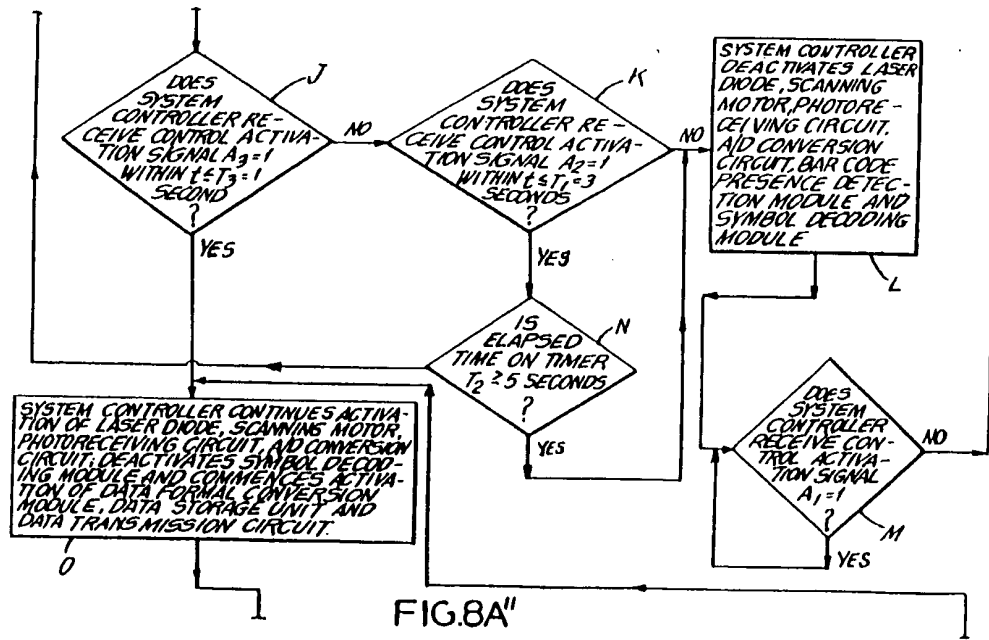 DOES
SYSTEM
CONTROLLER RE-
CEIVE CONTROL ACTIVA-
TION SIGNAL A3=1
WITHIN t≤T3=1
SECOND
?
J
NO
YES
DOES
SYSTEM
CONTROLLER RE-
CEIVE CONTROL ACTIVA-
TION SIGNAL A2=1
WITHIN t≤T1=3
SECONDS
?
K
NO
YES
SYSTEM CONTROLLER
DEACTIVATES LASER
DIODE, SCANNING
MOTOR, PHOTORE-
CEIVING CIRCUIT,
A/D CONVERSION
CIRCUIT, BAR CODE
PRESENCE DETEC-
TION MODULE AND
SYMBOL DECODING
MODULE
L
IS
ELAPSED
TIME ON TIMER
T2 ≥ 5 SECONDS
?
N
YES
DOES
SYSTEM
CONTROLLER
RECEIVE CON-
TROL ACTIVA-
TION SIGNAL
A1=1
?
M
NO
YES
SYSTEM CONTROLLER CONTINUES ACTIVA-
TION OF LASER DIODE, SCANNING MOTOR,
PHOTORECEIVING CIRCUIT, A/D CONVERSION
CIRCUIT; DEACTIVATES SYMBOL DECOD-
ING MODULE AND COMMENCES ACTIVA-
TION OF DATA FORMAL CONVERSION
MODULE, DATA STORAGE UNIT AND
DATA TRANSMISSION CIRCUIT.
O
FIG.8A"